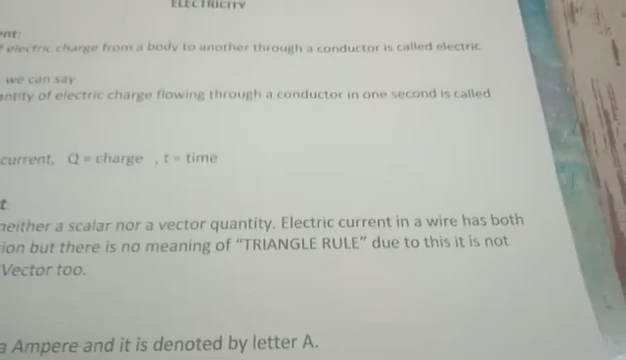 ELECTRICITY
ent:
f electric charge from a body to another through a conductor is called electric
we can say
antity of electric charge flowing through a conductor in one second is called
current, Q = charge , t = time
t
neither a scalar nor a vector quantity. Electric current in a wire has both
ion but there is no meaning of "TRIANGLE RULE" due to this it is not
Vector too.
a Ampere and it is denoted by letter A.